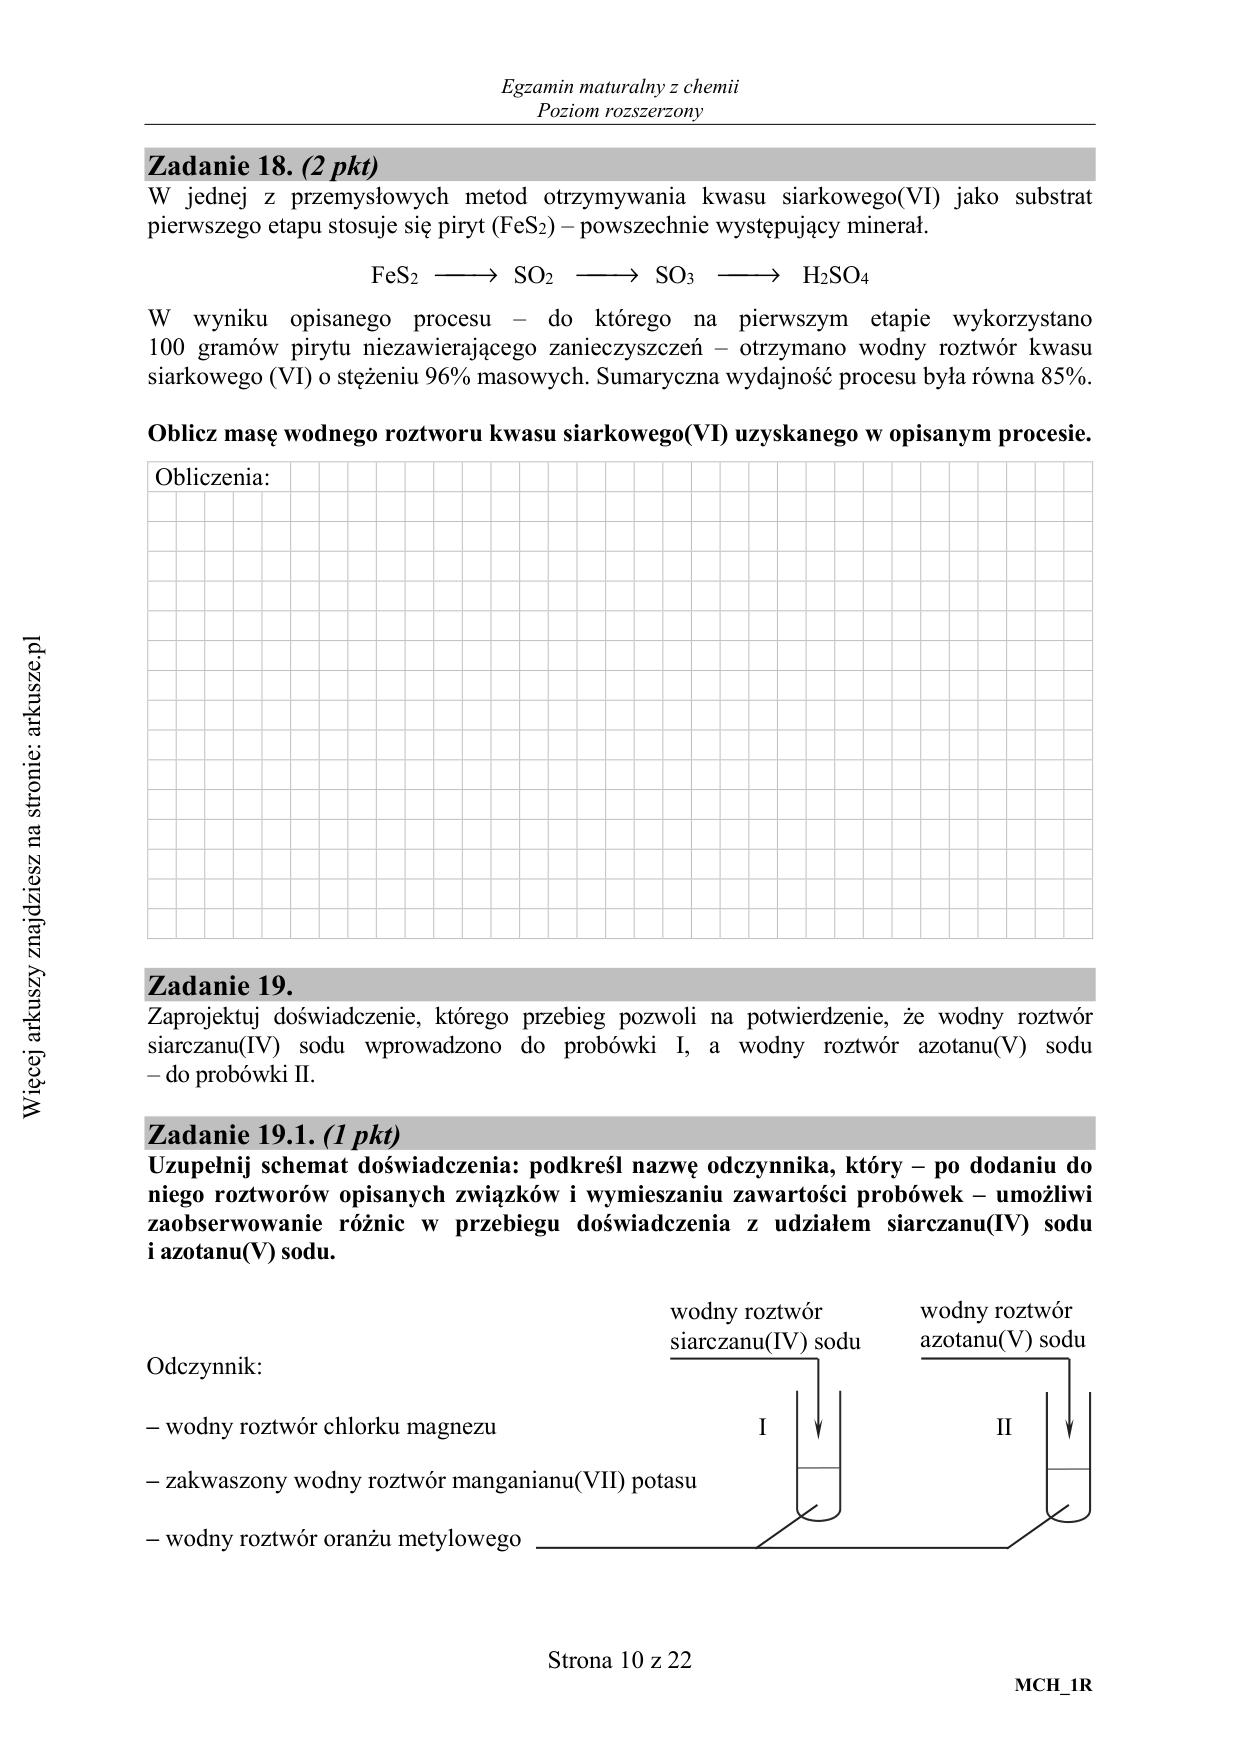 Egzamin maturalny z chemii
Poziom rozszerzony
Zadanie 18. (2 pkt)
W jednej z przemysłowych metod otrzymywania kwasu siarkowego(VI) jako substrat
pierwszego etapu stosuje się piryt (FeS₂) – powszechnie występujący minerał.
FeS₂ ⟶ SO₂ ⟶ SO₃ ⟶ H₂SO₄
W wyniku opisanego procesu – do którego na pierwszym etapie wykorzystano
100 gramów pirytu niezawierającego zanieczyszczeń – otrzymano wodny roztwór kwasu
siarkowego (VI) o stężeniu 96% masowych. Sumaryczna wydajność procesu była równa 85%.
Oblicz masę wodnego roztworu kwasu siarkowego(VI) uzyskanego w opisanym procesie.
Obliczenia:
Zadanie 19.
Zaprojektuj doświadczenie, którego przebieg pozwoli na potwierdzenie, że wodny roztwór
siarczanu(IV) sodu wprowadzono do probówki I, a wodny roztwór azotanu(V) sodu
– do probówki II.
Zadanie 19.1. (1 pkt)
Uzupełnij schemat doświadczenia: podkreśl nazwę odczynnika, który – po dodaniu do
niego roztworów opisanych związków i wymieszaniu zawartości probówek – umożliwi
zaobserwowanie różnic w przebiegu doświadczenia z udziałem siarczanu(IV) sodu
i azotanu(V) sodu.
wodny roztwór
siarczanu(IV) sodu
wodny roztwór
azotanu(V) sodu
Odczynnik:
– wodny roztwór chlorku magnezu
I
II
– zakwaszony wodny roztwór manganianu(VII) potasu
– wodny roztwór oranżu metylowego
Strona 10 z 22
MCH_1R
Więcej arkuszy znajdziesz na stronie: arkusze.pl